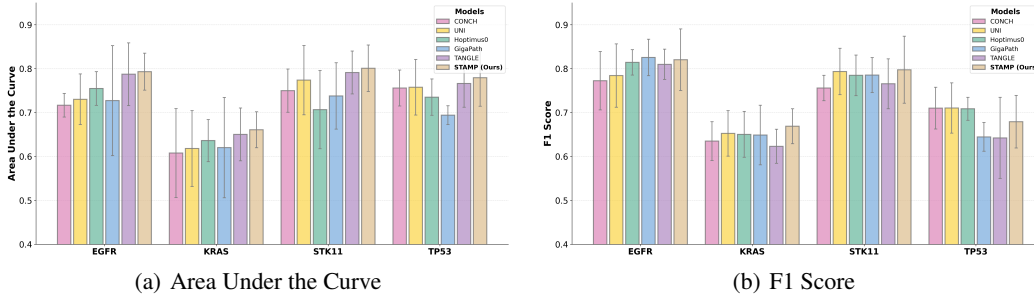 0.9
0.8
0.7
0.6
0.5
0.4
Area Under the Curve
EGFR
KRAS
STK11
TP53
Models
CONCH
UNI
Hoptimus0
GigaPath
TANGLE
STAMP (Ours)
(a) Area Under the Curve
0.9
0.8
0.7
0.6
0.5
0.4
F1 Score
EGFR
KRAS
STK11
TP53
Models
CONCH
UNI
Hoptimus0
GigaPath
TANGLE
STAMP (Ours)
(b) F1 Score